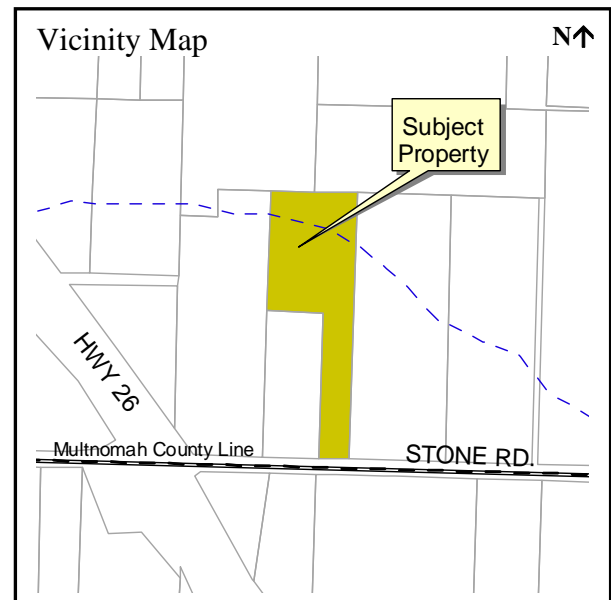 Vicinity Map
N↑
Subject
Property
HWY 26
Multnomah County Line
STONE RD.